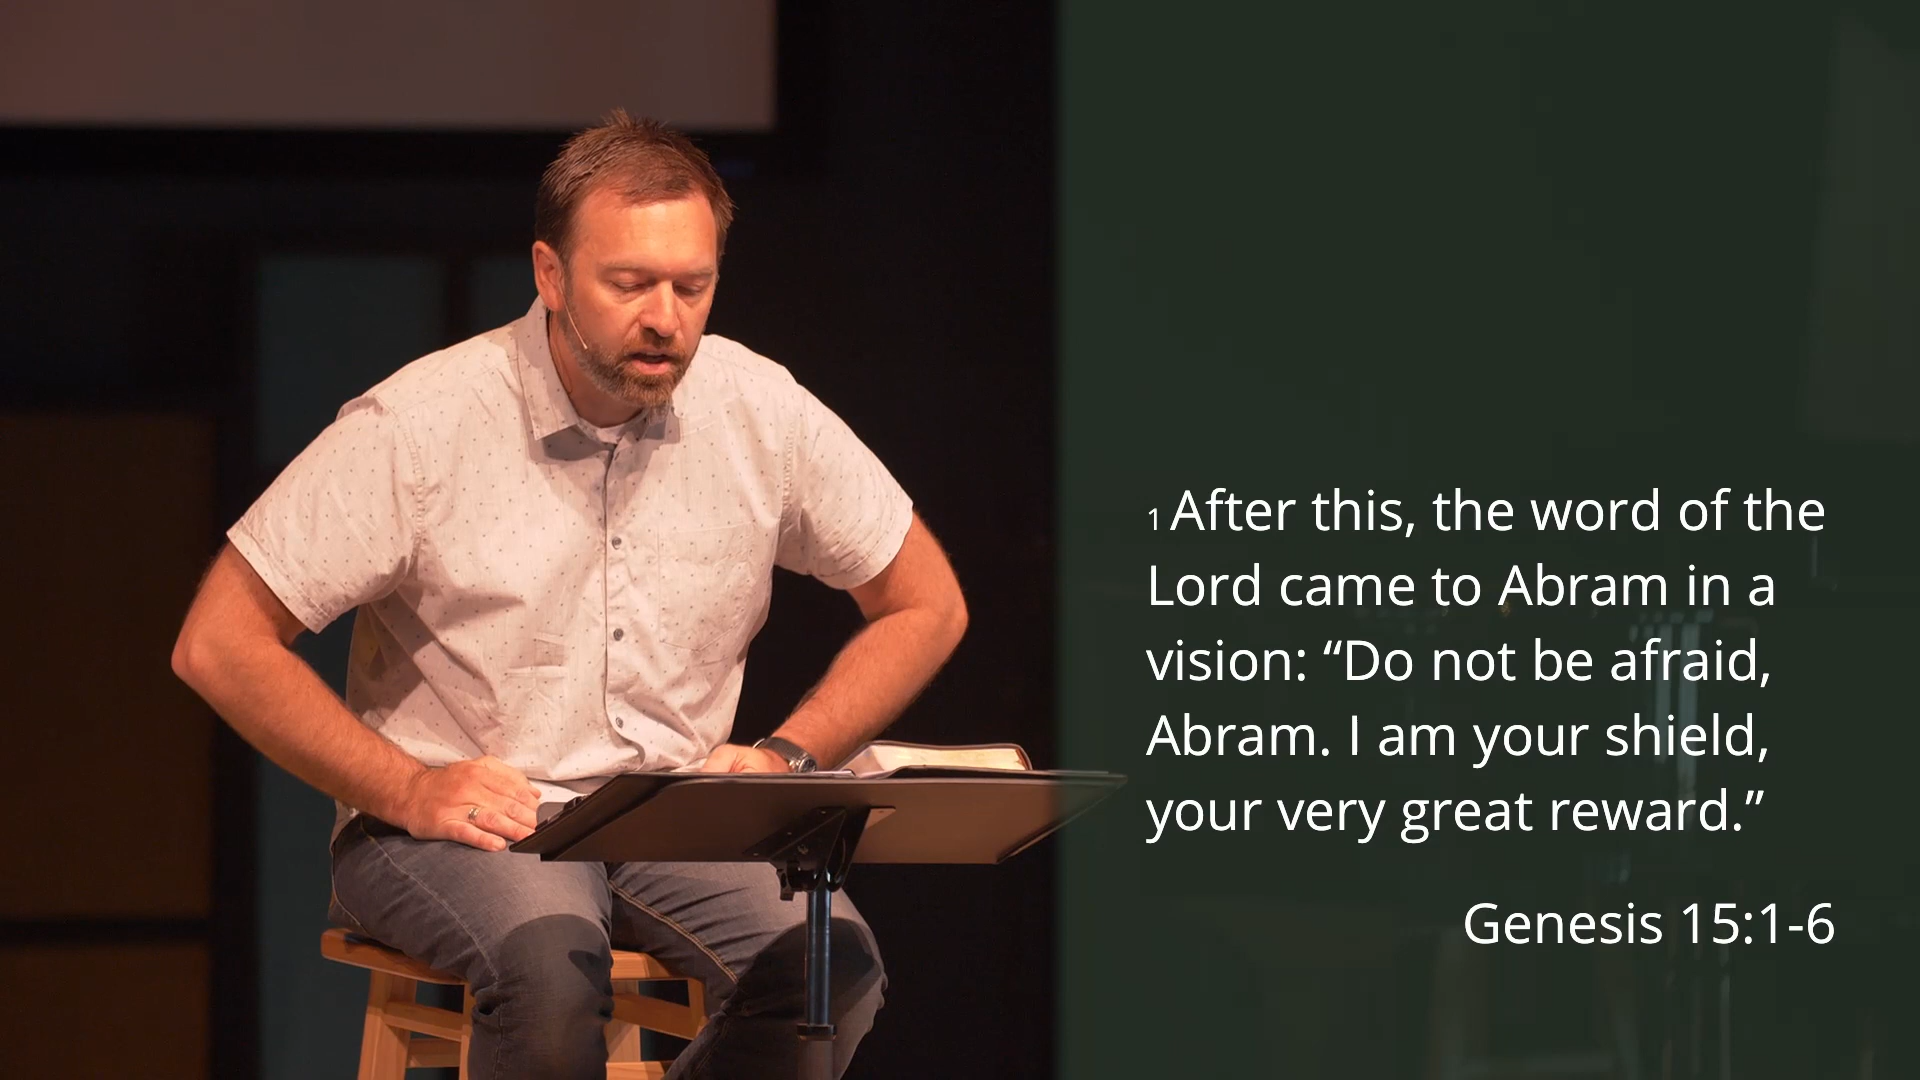 1 After this, the word of the
Lord came to Abram in a
vision: “Do not be afraid,
Abram. I am your shield,
your very great reward.”
Genesis 15:1-6